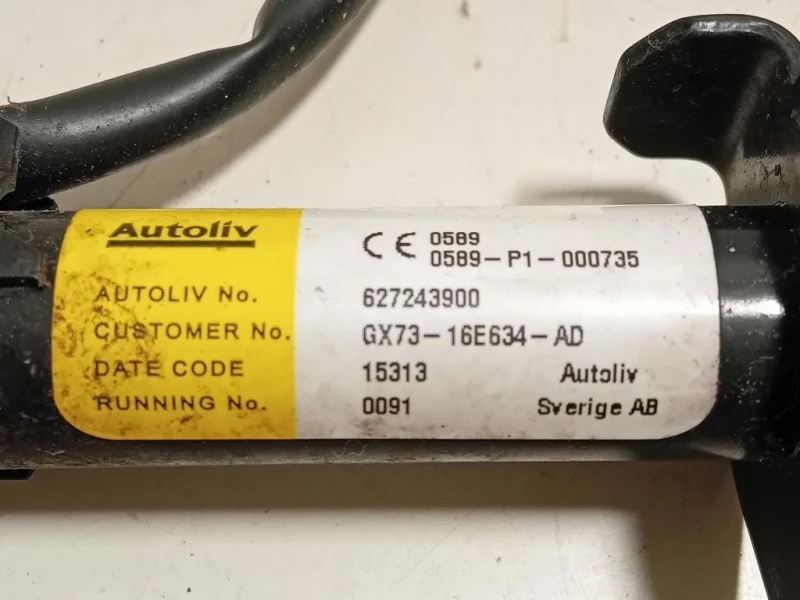 Autoliv
CE 0589
0589-P1-000735
AUTOLIV No. 627243900
CUSTOMER No. GX73-16E634-AD
DATE CODE 15313 Autoliv
RUNNING No. 0091 Sverige AB